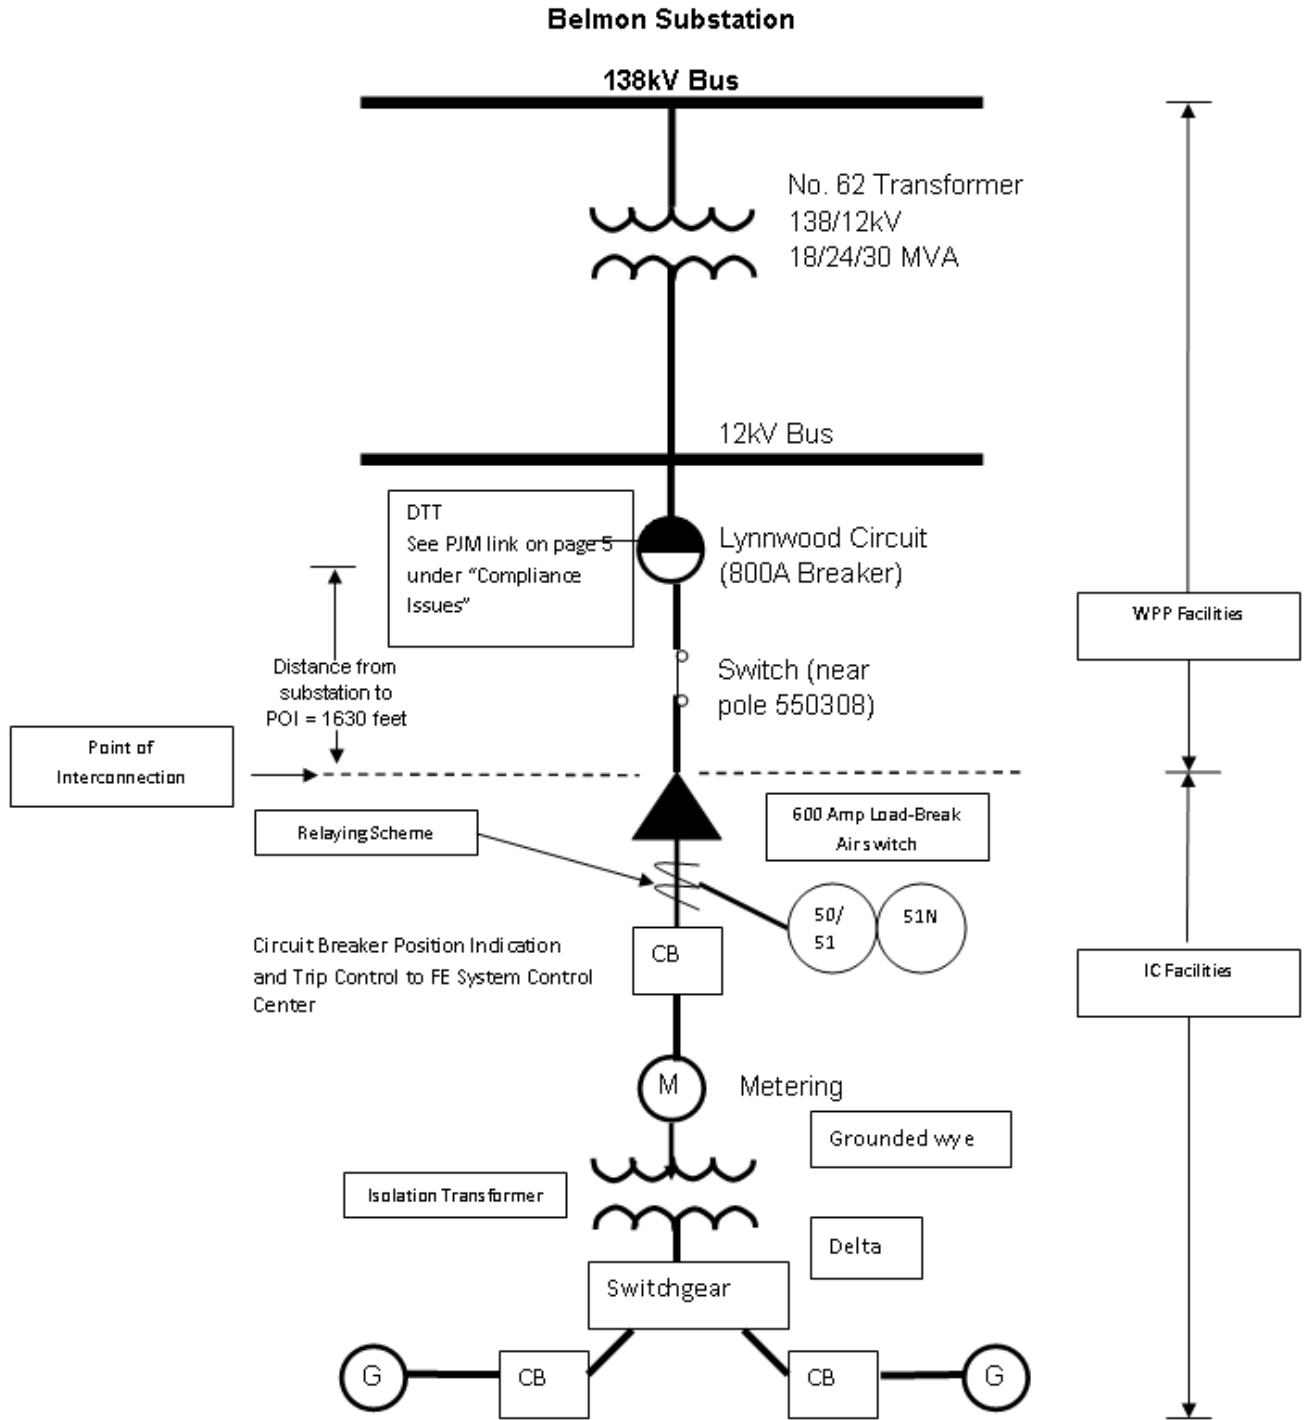 Belmon Substation
138kV Bus
No. 62 Transformer
138/12kV
18/24/30 MVA
12kV Bus
DTT
See PJM link on page 5
under “Compliance
Issues”
Lynnwood Circuit
(800A Breaker)
WPP Facilities
Distance from
substation to
POI = 1630 feet
Switch (near
pole 550308)
Point of
Interconnection
Relaying Scheme
600 Amp Load-Break
Air switch
50/
51
51N
Circuit Breaker Position Indication
and Trip Control to FE System Control
Center
CB
IC Facilities
M
Metering
Grounded wye
Isolation Transformer
Delta
Switchgear
G
CB
CB
G